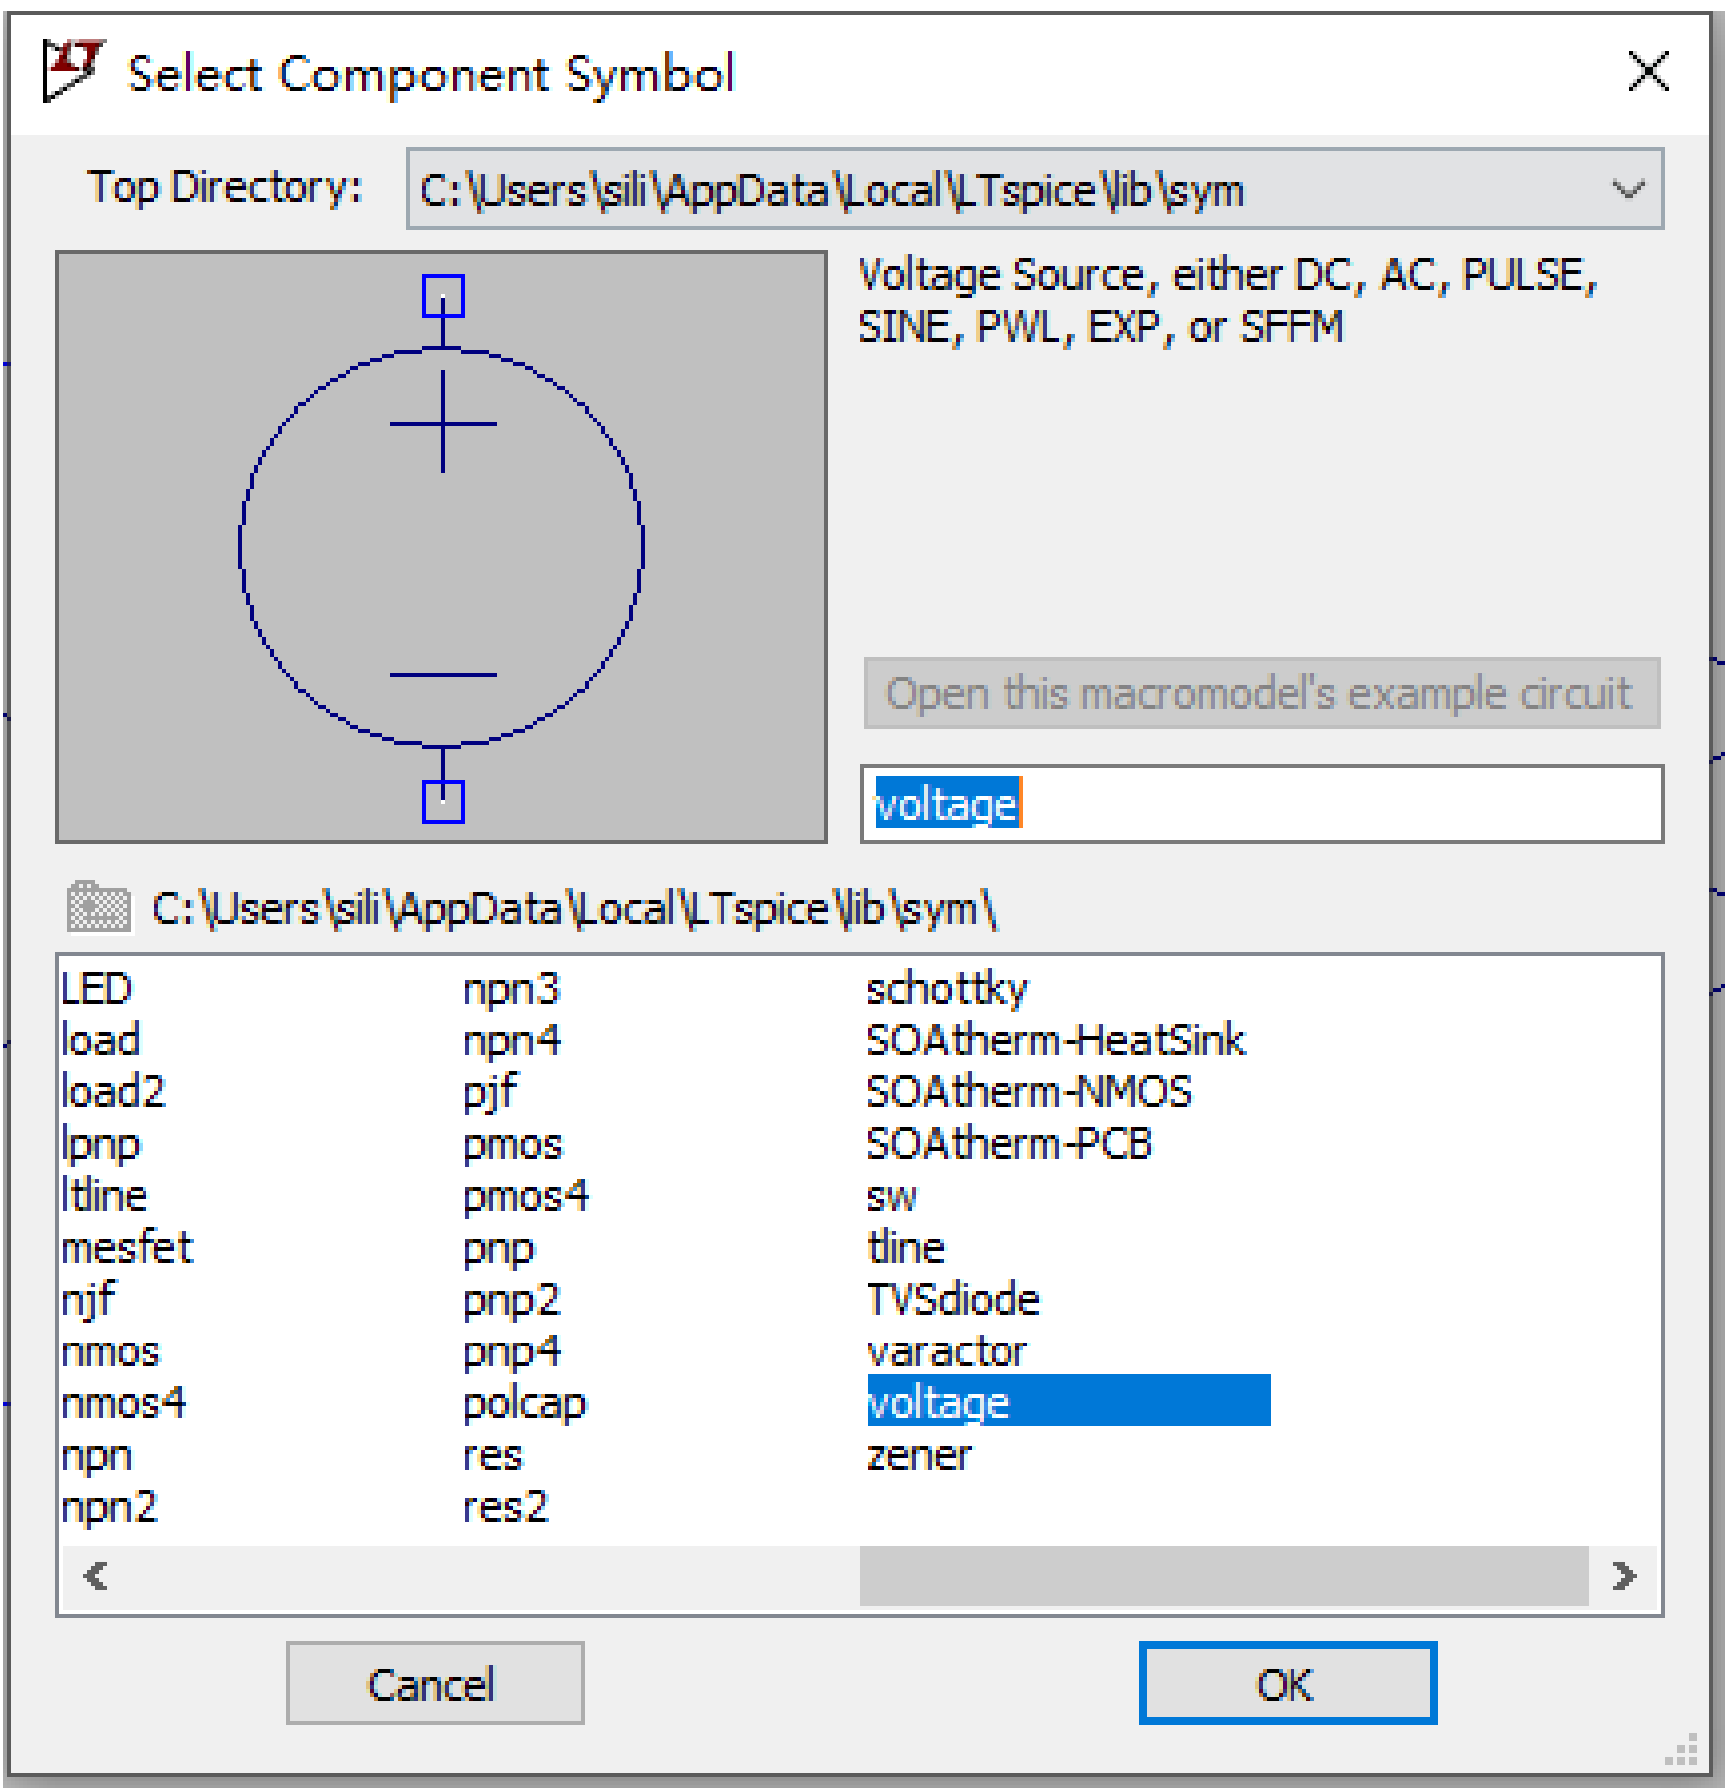 Select Component Symbol
Top Directory:
C:\Users\sili\AppData\Local\LTspice\lib\sym
Voltage Source, either DC, AC, PULSE,
SINE, PWL, EXP, or SFFM
Open this macromodel's example circuit
voltage
C:\Users\sili\AppData\Local\LTspice\lib\sym\
LED
load
load2
lpnp
ltline
mesfet
njf
nmos
nmos4
npn
npn2
npn3
npn4
pjf
pmos
pmos4
pnp
pnp2
pnp4
polcap
res
res2
schottky
SOAtherm-HeatSink
SOAtherm-NMOS
SOAtherm-PCB
sw
tline
TVSdiode
varactor
voltage
zener
Cancel
OK